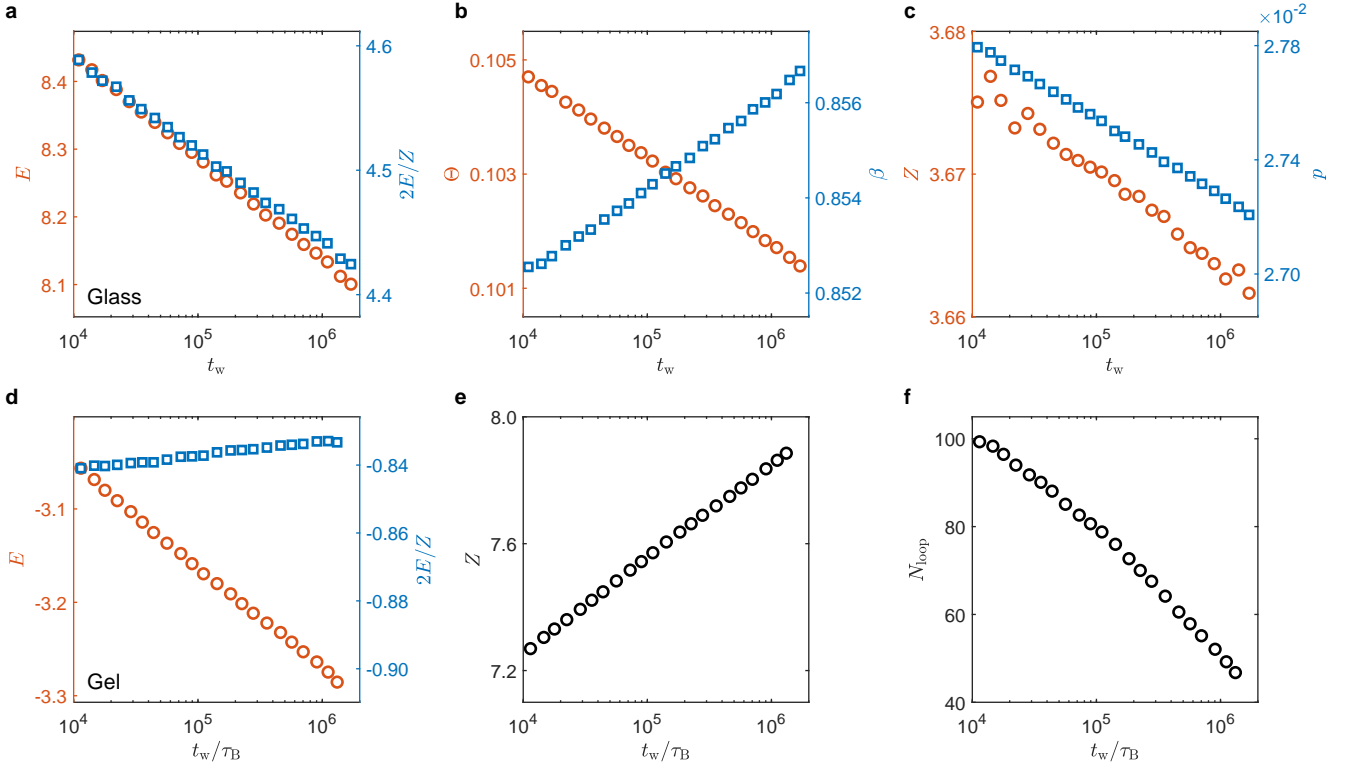 a
8.4
8.3
8.2
8.1
E
4.6
4.5
4.4
2E/Z
Glass
10^4 10^5 10^6
t_w
b
0.105
0.103
0.101
Θ
0.856
0.854
0.852
β
10^4 10^5 10^6
t_w
c
×10^-2
3.68
3.67
3.66
Z
2.78
2.74
2.70
d
10^4 10^5 10^6
t_w
d
-3.1
-3.2
-3.3
E
-0.84
-0.86
-0.88
-0.90
2E/Z
Gel
10^4 10^5 10^6
t_w/τ_B
e
8.0
7.6
7.2
Z
10^4 10^5 10^6
t_w/τ_B
f
100
80
60
40
N_loop
10^4 10^5 10^6
t_w/τ_B